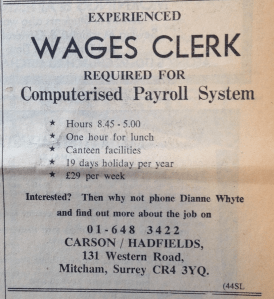 EXPERIENCED
WAGES CLERK
REQUIRED FOR
Computerised Payroll System
★ Hours 8.45 - 5.00
★ One hour for lunch
★ Canteen facilities
★ 19 days holiday per year
★ £29 per week
Interested? Then why not phone Dianne Whyte
and find out more about the job on
01-648 3422
CARSON / HADFIELDS,
131 Western Road,
Mitcham, Surrey CR4 3YQ.
(44SL